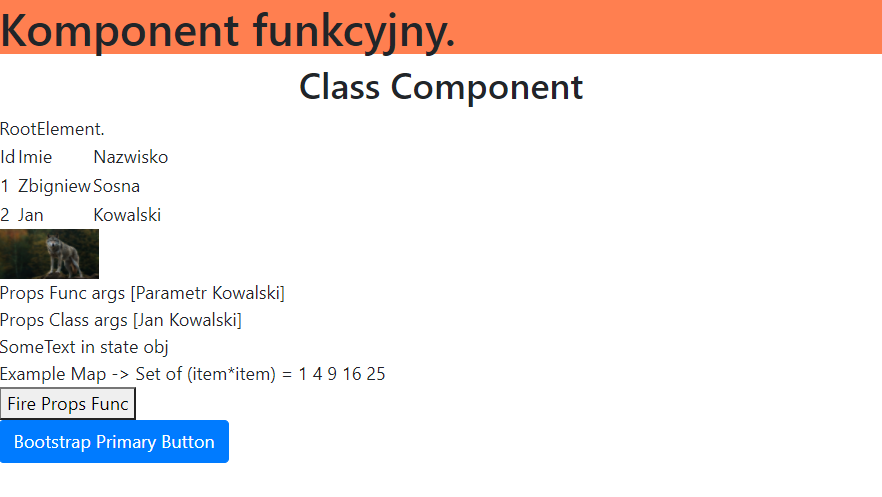 Komponent funkcyjny.
Class Component
RootElement.
Id Imie Nazwisko
1 Zbigniew Sosna
2 Jan Kowalski
Props Func args [Parametr Kowalski]
Props Class args [Jan Kowalski]
SomeText in state obj
Example Map -> Set of (item*item) = 1 4 9 16 25
Fire Props Func
Bootstrap Primary Button